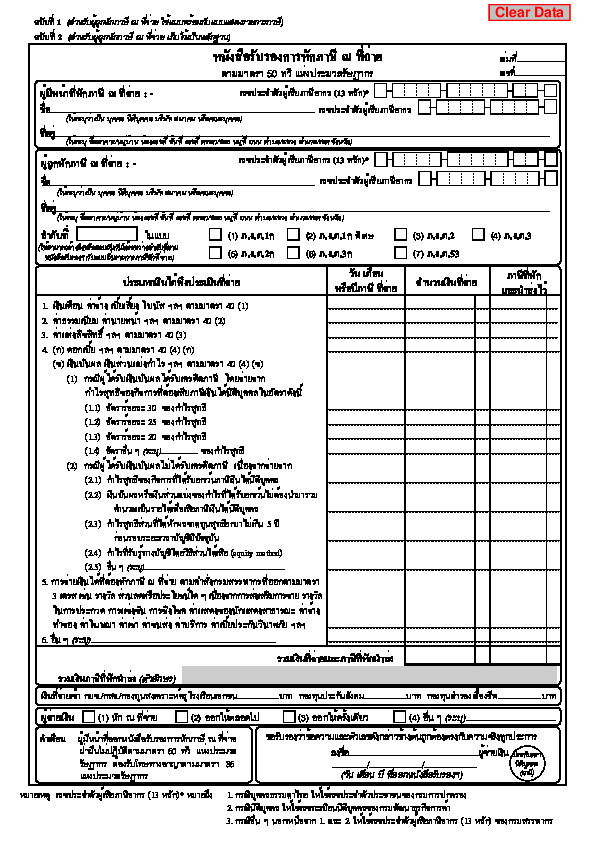 Clear Data
ฉบับที่ 1 (สำหรับผู้ถูกหักภาษี ณ ที่จ่าย ใช้แนบพร้อมกับแบบแสดงรายการภาษี)
ฉบับที่ 2 (สำหรับผู้ถูกหักภาษี ณ ที่จ่าย เก็บไว้เป็นหลักฐาน)
หนังสือรับรองการหักภาษี ณ ที่จ่าย
เล่มที่
ตามมาตรา 50 ทวิ แห่งประมวลรัษฎากร
เลขที่
ผู้มีหน้าที่หักภาษี ณ ที่จ่าย : -
เลขประจำตัวผู้เสียภาษีอากร (13 หลัก)*
ชื่อ
เลขประจำตัวผู้เสียภาษีอากร
(ให้ระบุว่าเป็น บุคคล นิติบุคคล บริษัท สมาคม หรือคณะบุคคล)
ที่อยู่
(ให้ระบุ ชื่ออาคาร/หมู่บ้าน ห้องเลขที่ ชั้นที่ เลขที่ ตรอก/ซอย หมู่ที่ ถนน ตำบล/แขวง อำเภอ/เขต จังหวัด)
ผู้ถูกหักภาษี ณ ที่จ่าย : -
เลขประจำตัวผู้เสียภาษีอากร (13 หลัก)*
ชื่อ
เลขประจำตัวผู้เสียภาษีอากร
(ให้ระบุว่าเป็น บุคคล นิติบุคคล บริษัท สมาคม หรือคณะบุคคล)
ที่อยู่
(ให้ระบุ ชื่ออาคาร/หมู่บ้าน ห้องเลขที่ ชั้นที่ เลขที่ ตรอก/ซอย หมู่ที่ ถนน ตำบล/แขวง อำเภอ/เขต จังหวัด)
ลำดับที่ ในแบบ (1) ภ.ง.ด.1ก (2) ภ.ง.ด.1ก พิเศษ (3) ภ.ง.ด.2 (4) ภ.ง.ด.3
(ให้สามารถอ้างอิงหรือสอบยันกันได้ระหว่างลำดับที่ตาม
หนังสือรับรองฯ กับแบบยื่นรายการภาษีหักที่จ่าย)
(5) ภ.ง.ด.2ก (6) ภ.ง.ด.3ก (7) ภ.ง.ด.53
ประเภทเงินได้พึงประเมินที่จ่าย
วัน เดือน
หรือปีภาษี ที่จ่าย
จำนวนเงินที่จ่าย
ภาษีที่หัก
และนำส่งไว้
1. เงินเดือน ค่าจ้าง เบี้ยเลี้ยง โบนัส ฯลฯ ตามมาตรา 40 (1)
2. ค่าธรรมเนียม ค่านายหน้า ฯลฯ ตามมาตรา 40 (2)
3. ค่าแห่งลิขสิทธิ์ ฯลฯ ตามมาตรา 40 (3)
4. (ก) ดอกเบี้ย ฯลฯ ตามมาตรา 40 (4) (ก)
(ข) เงินปันผล เงินส่วนแบ่งกำไร ฯลฯ ตามมาตรา 40 (4) (ข)
(1) กรณีผู้ได้รับเงินปันผลได้รับเครดิตภาษี โดยจ่ายจาก
กำไรสุทธิของกิจการที่ต้องเสียภาษีเงินได้นิติบุคคลในอัตราดังนี้
(1.1) อัตราร้อยละ 30 ของกำไรสุทธิ
(1.2) อัตราร้อยละ 25 ของกำไรสุทธิ
(1.3) อัตราร้อยละ 20 ของกำไรสุทธิ
(1.4) อัตราอื่น ๆ (ระบุ) ของกำไรสุทธิ
(2) กรณีผู้ได้รับเงินปันผลไม่ได้รับเครดิตภาษี เนื่องจากจ่ายจาก
(2.1) กำไรสุทธิของกิจการที่ได้รับยกเว้นภาษีเงินได้นิติบุคคล
(2.2) เงินปันผลหรือเงินส่วนแบ่งของกำไรที่ได้รับยกเว้นไม่ต้องนำมารวม
คำนวณเป็นรายได้เพื่อเสียภาษีเงินได้นิติบุคคล
(2.3) กำไรสุทธิส่วนที่ได้หักผลขาดทุนสุทธิยกมาไม่เกิน 5 ปี
ก่อนรอบระยะเวลาบัญชีปีปัจจุบัน
(2.4) กำไรที่รับรู้ทางบัญชีโดยวิธีส่วนได้เสีย (equity method)
(2.5) อื่น ๆ (ระบุ)
5. การจ่ายเงินได้ที่ต้องหักภาษี ณ ที่จ่าย ตามคำสั่งกรมสรรพากรที่ออกตามมาตรา
3 เตรส เช่น รางวัล ส่วนลดหรือประโยชน์ใด ๆ เนื่องจากการส่งเสริมการขาย รางวัล
ในการประกวด การแข่งขัน การชิงโชค ค่าแสดงของนักแสดงสาธารณะ ค่าจ้าง
ทำของ ค่าโฆษณา ค่าเช่า ค่าขนส่ง ค่าบริการ ค่าเบี้ยประกันวินาศภัย ฯลฯ
6. อื่น ๆ (ระบุ)
รวมเงินที่จ่ายและภาษีที่หักนำส่ง
รวมเงินภาษีที่หักนำส่ง (ตัวอักษร)
เงินที่จ่ายเข้า กบข./กสจ./กองทุนสงเคราะห์ครูโรงเรียนเอกชน บาท กองทุนประกันสังคม บาท กองทุนสำรองเลี้ยงชีพ บาท
ผู้จ่ายเงิน (1) หัก ณ ที่จ่าย (2) ออกให้ตลอดไป (3) ออกให้ครั้งเดียว (4) อื่น ๆ (ระบุ)
คำเตือน ผู้มีหน้าที่ออกหนังสือรับรองการหักภาษี ณ ที่จ่าย
ฝ่าฝืนไม่ปฏิบัติตามมาตรา 50 ทวิ แห่งประมวล
รัษฎากร ต้องรับโทษทางอาญาตามมาตรา 35
แห่งประมวลรัษฎากร
ขอรับรองว่าข้อความและตัวเลขดังกล่าวข้างต้นถูกต้องตรงกับความจริงทุกประการ
ลงชื่อ ผู้จ่ายเงิน
(วัน เดือน ปี ที่ออกหนังสือรับรองฯ)
ประทับตรา
นิติบุคคล
(ถ้ามี)
หมายเหตุ เลขประจำตัวผู้เสียภาษีอากร (13 หลัก)* หมายถึง 1. กรณีบุคคลธรรมดาไทย ให้ใช้เลขประจำตัวประชาชนของกรมการปกครอง
2. กรณีนิติบุคคล ให้ใช้เลขทะเบียนนิติบุคคลของกรมพัฒนาธุรกิจการค้า
3. กรณีอื่น ๆ นอกเหนือจาก 1. และ 2. ให้ใช้เลขประจำตัวผู้เสียภาษีอากร (13 หลัก) ของกรมสรรพากร